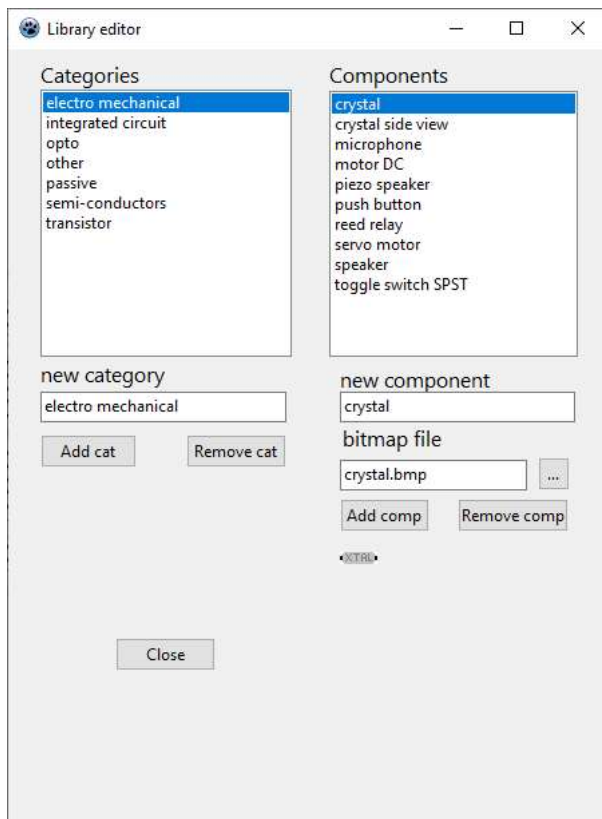 Library editor
Categories
electro mechanical
integrated circuit
opto
other
passive
semi-conductors
transistor
new category
electro mechanical
Add cat
Remove cat
Components
crystal
crystal side view
microphone
motor DC
piezo speaker
push button
reed relay
servo motor
speaker
toggle switch SPST
new component
crystal
bitmap file
crystal.bmp
...
Add comp
Remove comp
XTAL
Close